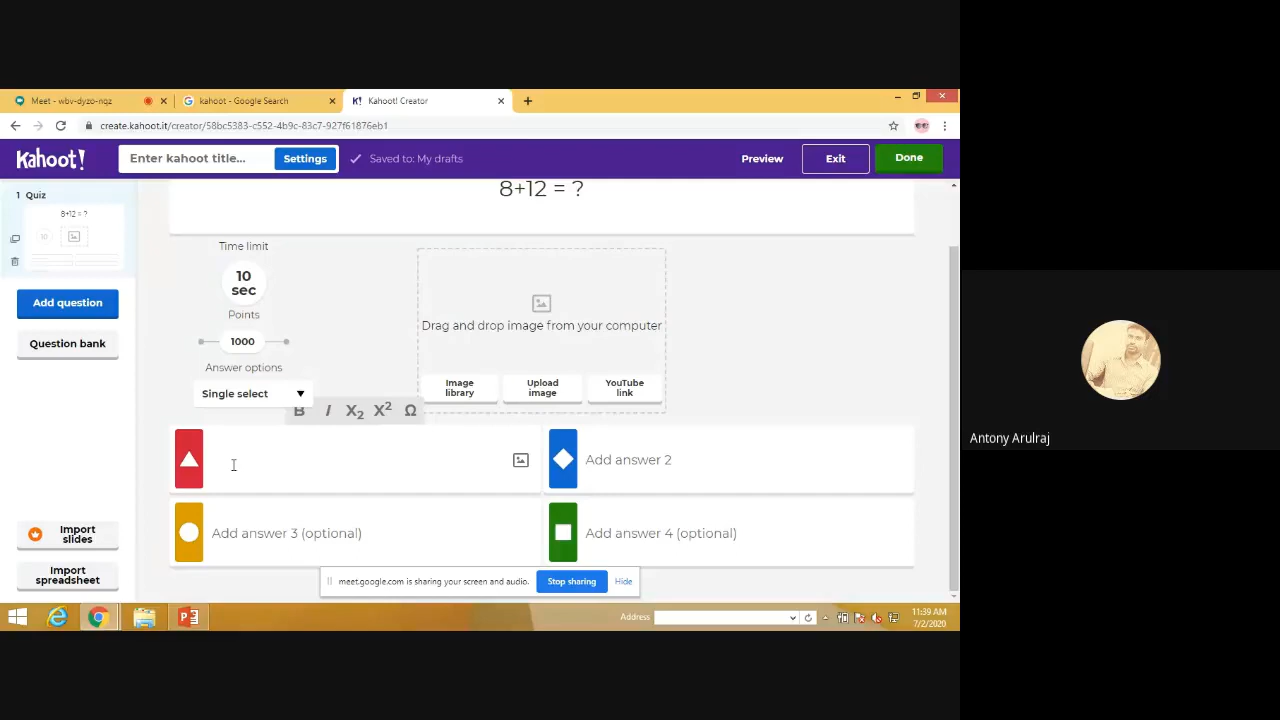 Meet - wbv-dyzo-nqz
kahoot - Google Search
K! Kahoot! Creator
create.kahoot.it/creator/58bc5383-c552-4b9c-83c7-927f61876eb1
Kahoot!
Enter kahoot title...
Settings
Saved to: My drafts
Preview
Exit
Done
1 Quiz
8+12 = ?
10
Add question
Question bank
Import
slides
Import
spreadsheet
8+12 = ?
Time limit
10
sec
Points
1000
Answer options
Single select
Drag and drop image from your computer
Image
library
Upload
image
YouTube
link
B I X2 X2 Ω
Add answer 2
Add answer 3 (optional)
Add answer 4 (optional)
meet.google.com is sharing your screen and audio.
Stop sharing
Hide
Address
11:39 AM
7/2/2020
Antony Arulraj